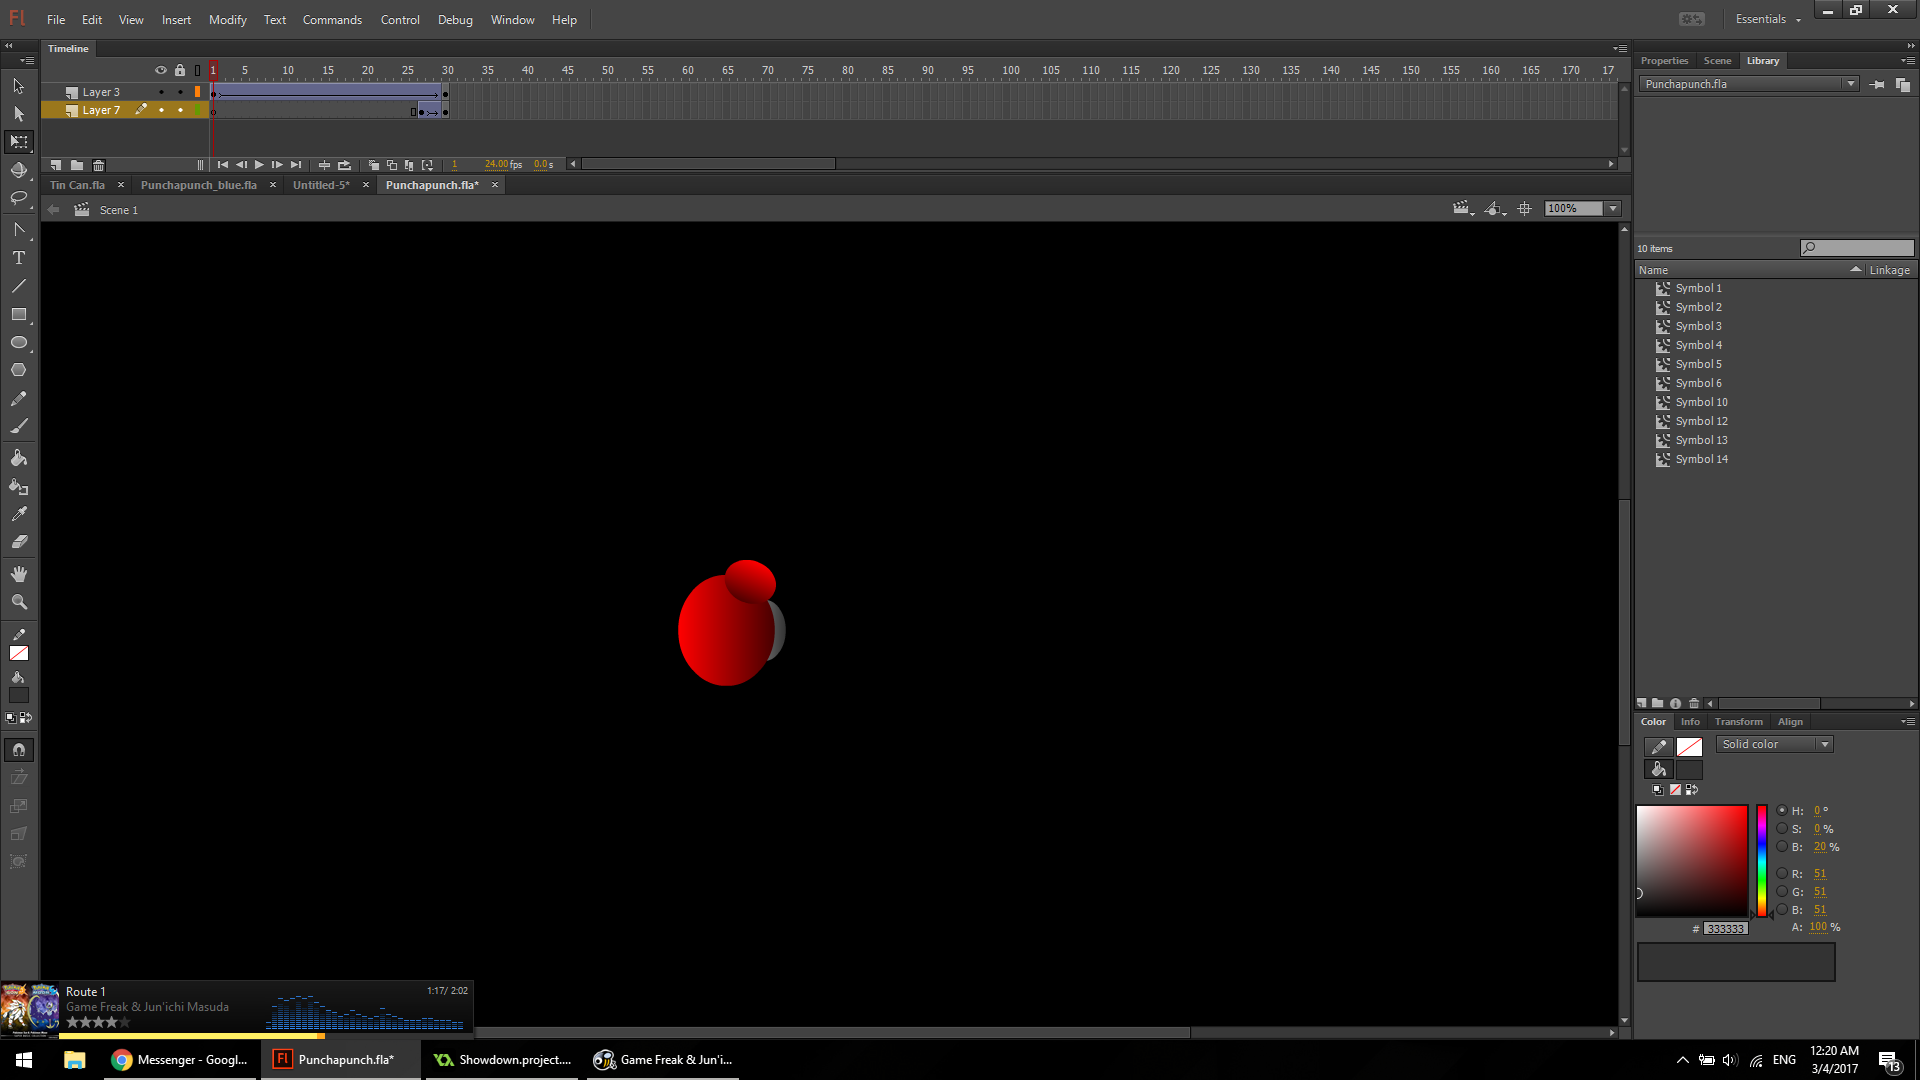 Fl File Edit View Insert Modify Text Commands Control Debug Window Help Essentials
Timeline
1 5 10 15 20 25 30 35 40 45 50 55 60 65 70 75 80 85 90 95 100 105 110 115 120 125 130 135 140 145 150 155 160 165 170 17
Layer 3
Layer 7
1 24.00 fps 0.0 s
Tin Can.fla Punchapunch_blue.fla Untitled-5* Punchapunch.fla*
Scene 1
100%
Properties Scene Library
Punchapunch.fla
10 items
Name Linkage
Symbol 1
Symbol 2
Symbol 3
Symbol 4
Symbol 5
Symbol 6
Symbol 10
Symbol 12
Symbol 13
Symbol 14
Color Info Transform Align
Solid color
H: 0 °
S: 0 %
B: 20 %
R: 51
G: 51
B: 51
# 333333 A: 100 %
Route 1 1:17/ 2:02
Game Freak & Jun'ichi Masuda
Messenger - Googl... Fl Punchapunch.fla* Showdown.project.... Game Freak & Jun'i...
ENG 12:20 AM
3/4/2017
13